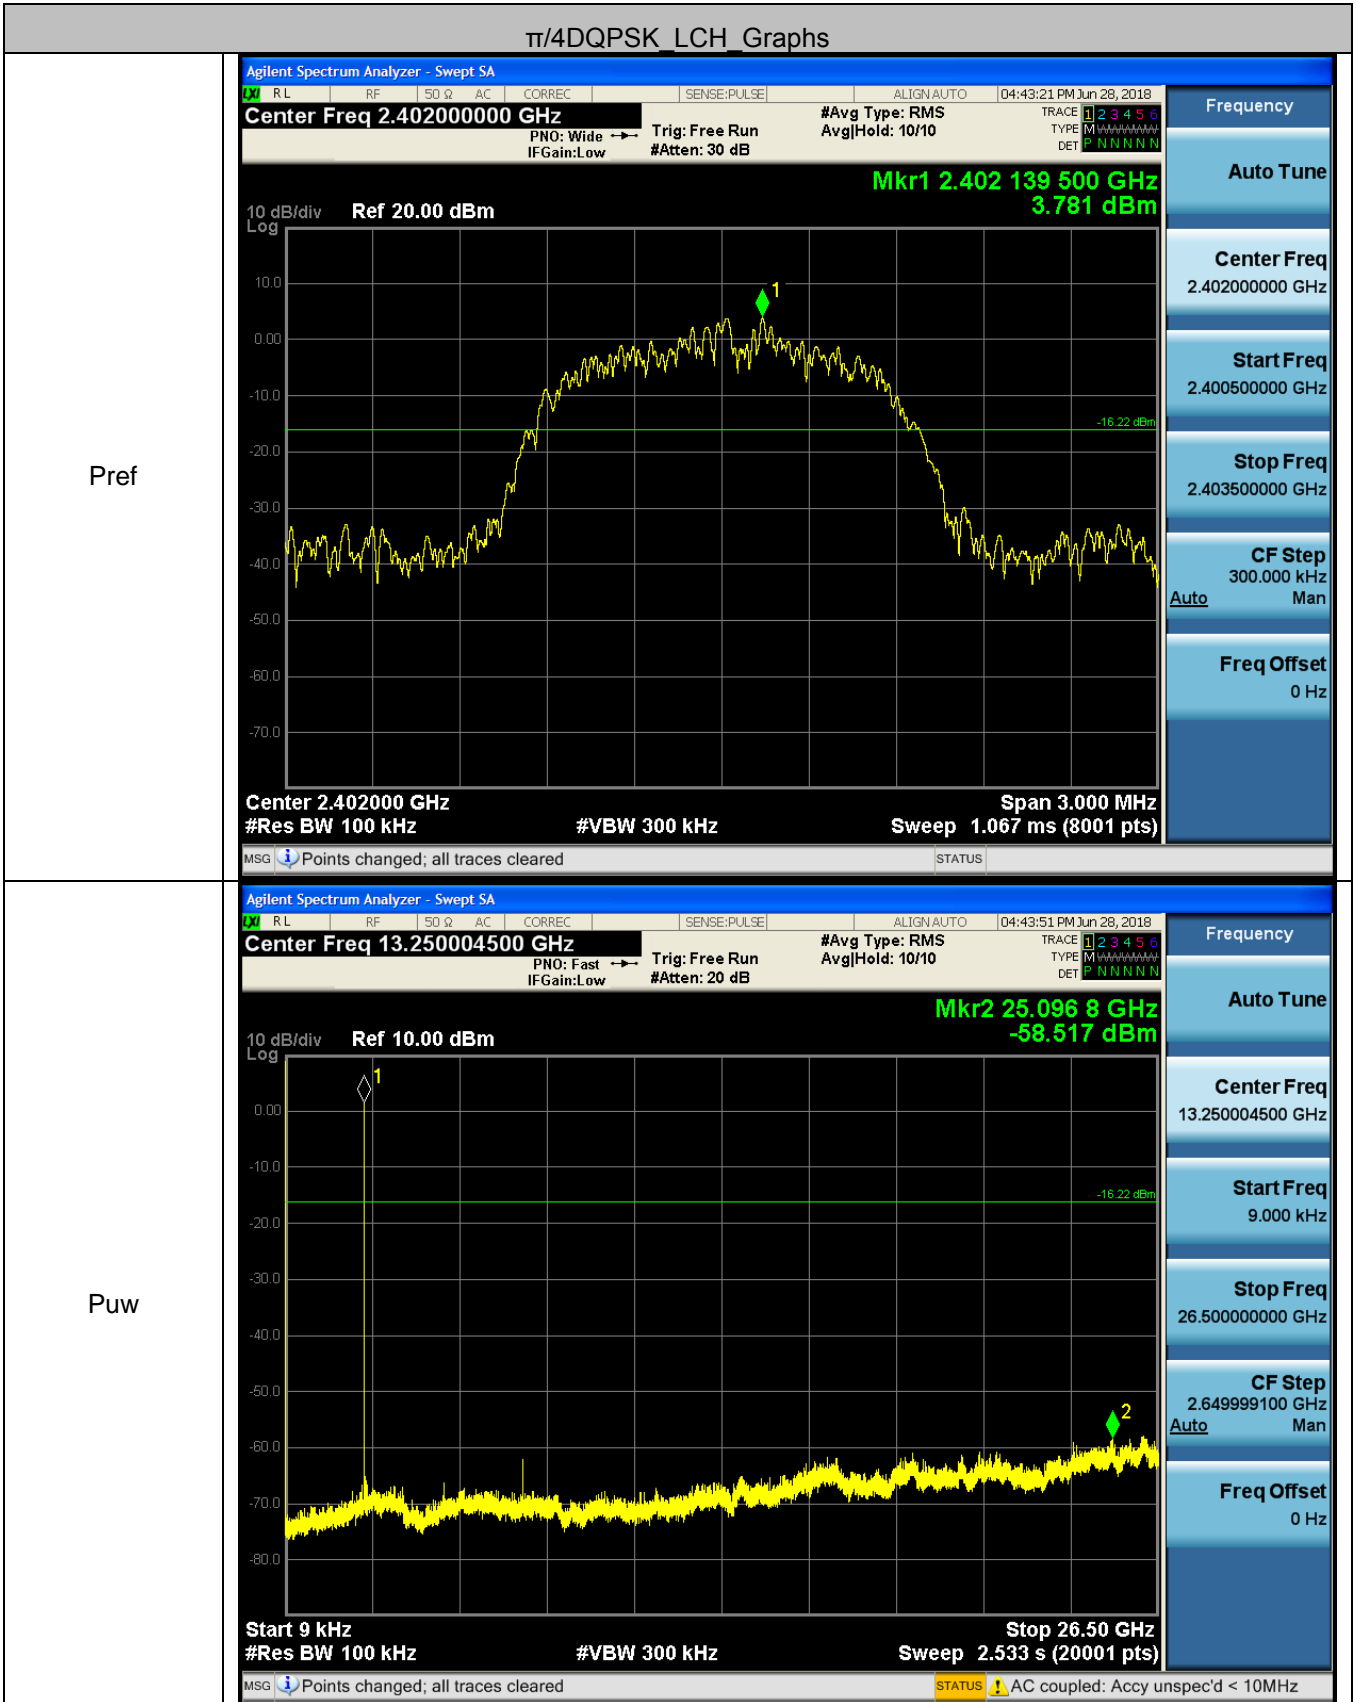 π/4DQPSK_LCH_Graphs
Pref
Agilent Spectrum Analyzer - Swept SA
LXI RL RF 50 Ω AC CORREC SENSE:PULSE ALIGN AUTO 04:43:21 PM Jun 28, 2018
Center Freq 2.402000000 GHz
PNO: Wide
IFGain:Low
Trig: Free Run
#Atten: 30 dB
#Avg Type: RMS
Avg|Hold: 10/10
TRACE 1 2 3 4 5 6
TYPE M WWWWW
DET P N N N N N
Mkr1 2.402 139 500 GHz
3.781 dBm
10 dB/div Ref 20.00 dBm
Log
1
10.0
0.00
-10.0
-16.22 dBm
-20.0
-30.0
-40.0
-50.0
-60.0
-70.0
Center 2.402000 GHz Span 3.000 MHz
#Res BW 100 kHz #VBW 300 kHz Sweep 1.067 ms (8001 pts)
MSG Points changed; all traces cleared STATUS
Frequency
Auto Tune
Center Freq
2.402000000 GHz
Start Freq
2.400500000 GHz
Stop Freq
2.403500000 GHz
CF Step
300.000 kHz
Auto Man
Freq Offset
0 Hz
Puw
Agilent Spectrum Analyzer - Swept SA
LXI RL RF 50 Ω AC CORREC SENSE:PULSE ALIGN AUTO 04:43:51 PM Jun 28, 2018
Center Freq 13.250004500 GHz
PNO: Fast
IFGain:Low
Trig: Free Run
#Atten: 20 dB
#Avg Type: RMS
Avg|Hold: 10/10
TRACE 1 2 3 4 5 6
TYPE M WWWWW
DET P N N N N N
Mkr2 25.096 8 GHz
-58.517 dBm
10 dB/div Ref 10.00 dBm
Log
1
0.00
-10.0
-16.22 dBm
-20.0
-30.0
-40.0
-50.0
2
-60.0
-70.0
-80.0
Start 9 kHz Stop 26.50 GHz
#Res BW 100 kHz #VBW 300 kHz Sweep 2.533 s (20001 pts)
MSG Points changed; all traces cleared STATUS AC coupled: Accy unspec'd < 10MHz
Frequency
Auto Tune
Center Freq
13.250004500 GHz
Start Freq
9.000 kHz
Stop Freq
26.500000000 GHz
CF Step
2.649999100 GHz
Auto Man
Freq Offset
0 Hz